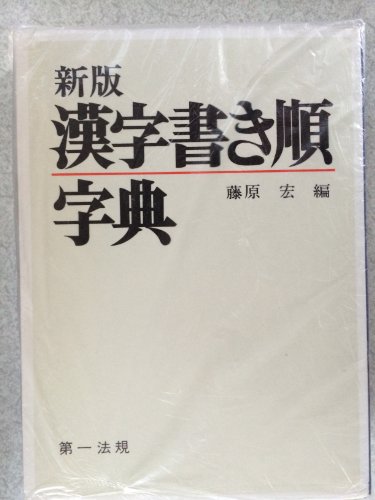 新版
漢字書き順
字典
藤原 宏 編
第一法規